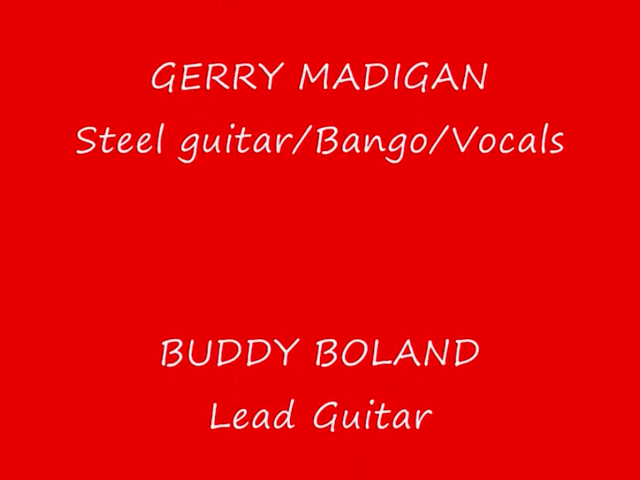 GERRY MADIGAN
Steel guitar/Bango/Vocals
BUDDY BOLAND
Lead Guitar